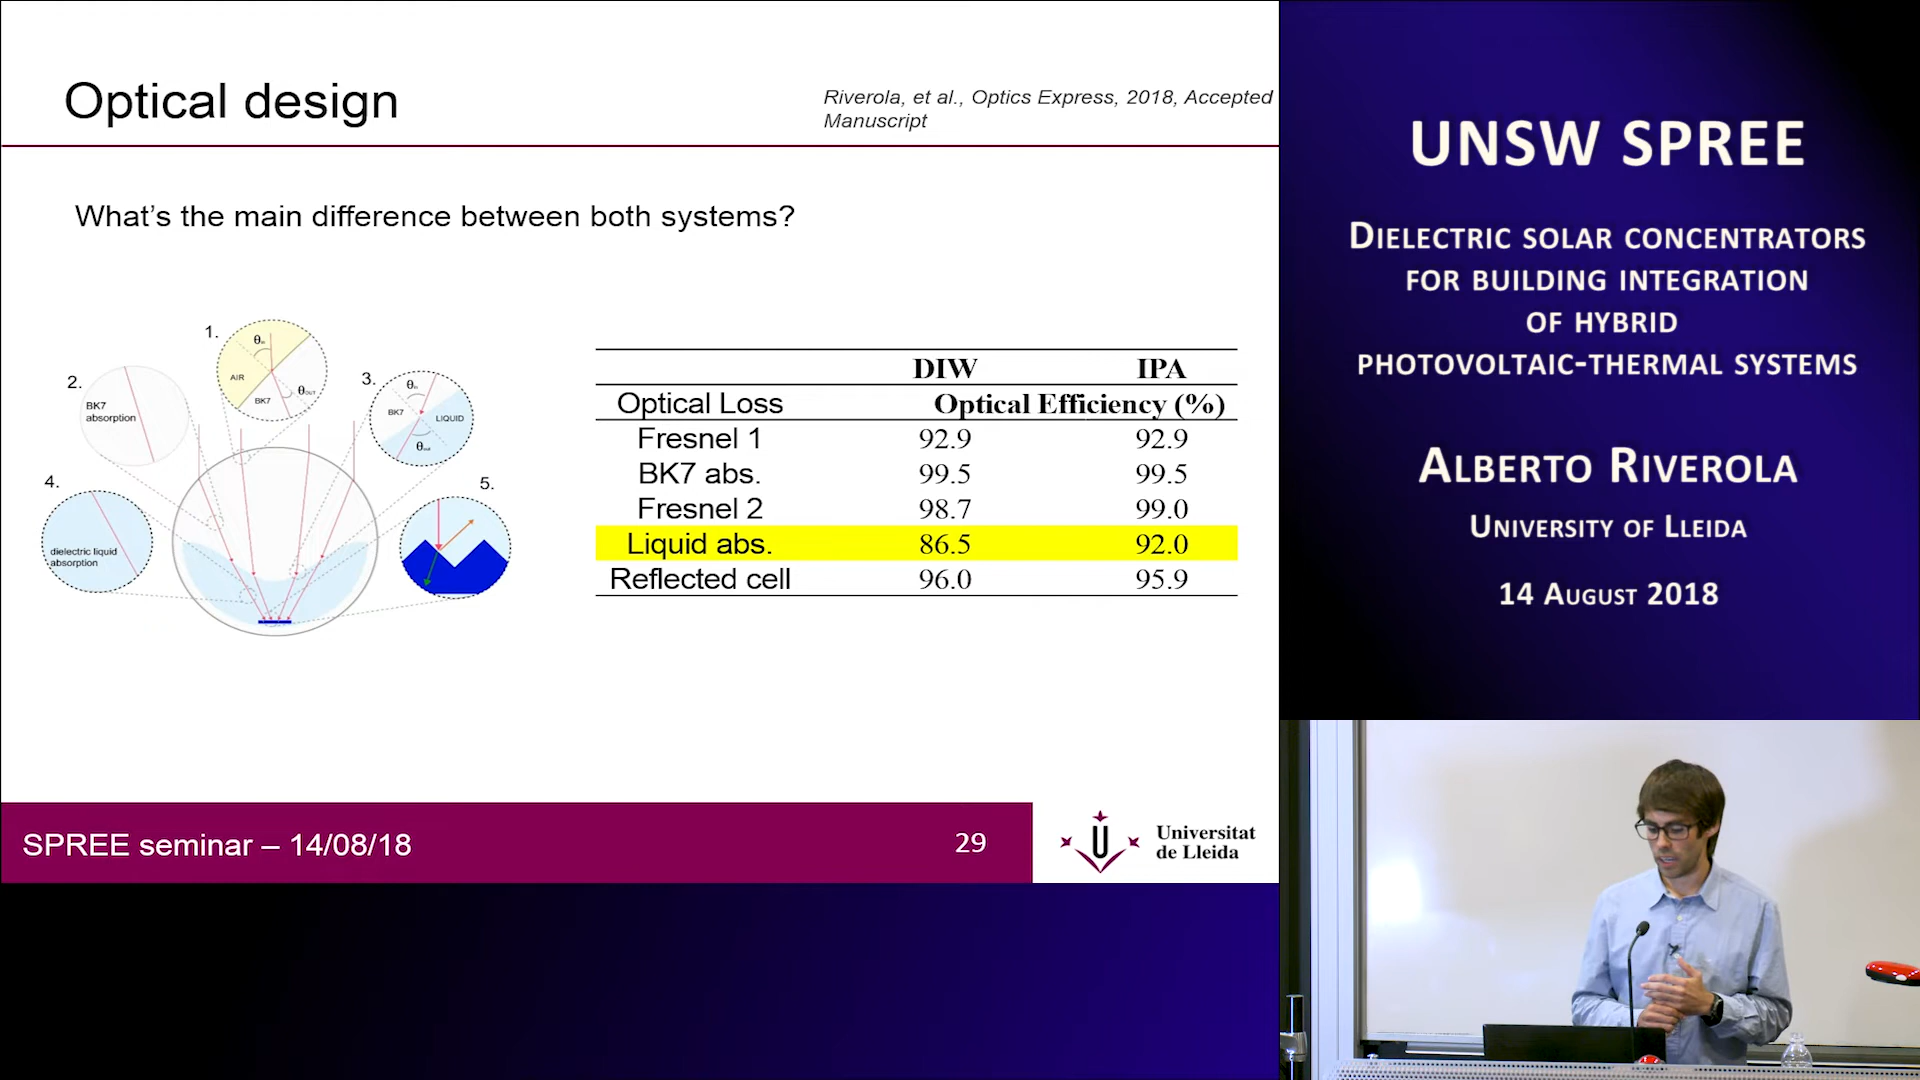 Optical design
Riverola, et al., Optics Express, 2018, Accepted
Manuscript
What's the main difference between both systems?
1.
θin
AIR
BK7
θOUT
2.
BK7
absorption
3.
θin
BK7
LIQUID
θout
4.
dielectric liquid
absorption
5.
DIW IPA
Optical Loss Optical Efficiency (%)
Fresnel 1 92.9 92.9
BK7 abs. 99.5 99.5
Fresnel 2 98.7 99.0
Liquid abs. 86.5 92.0
Reflected cell 96.0 95.9
SPREE seminar – 14/08/18
29
Universitat
de Lleida
UNSW SPREE
DIELECTRIC SOLAR CONCENTRATORS
FOR BUILDING INTEGRATION
OF HYBRID
PHOTOVOLTAIC-THERMAL SYSTEMS
ALBERTO RIVEROLA
UNIVERSITY OF LLEIDA
14 AUGUST 2018